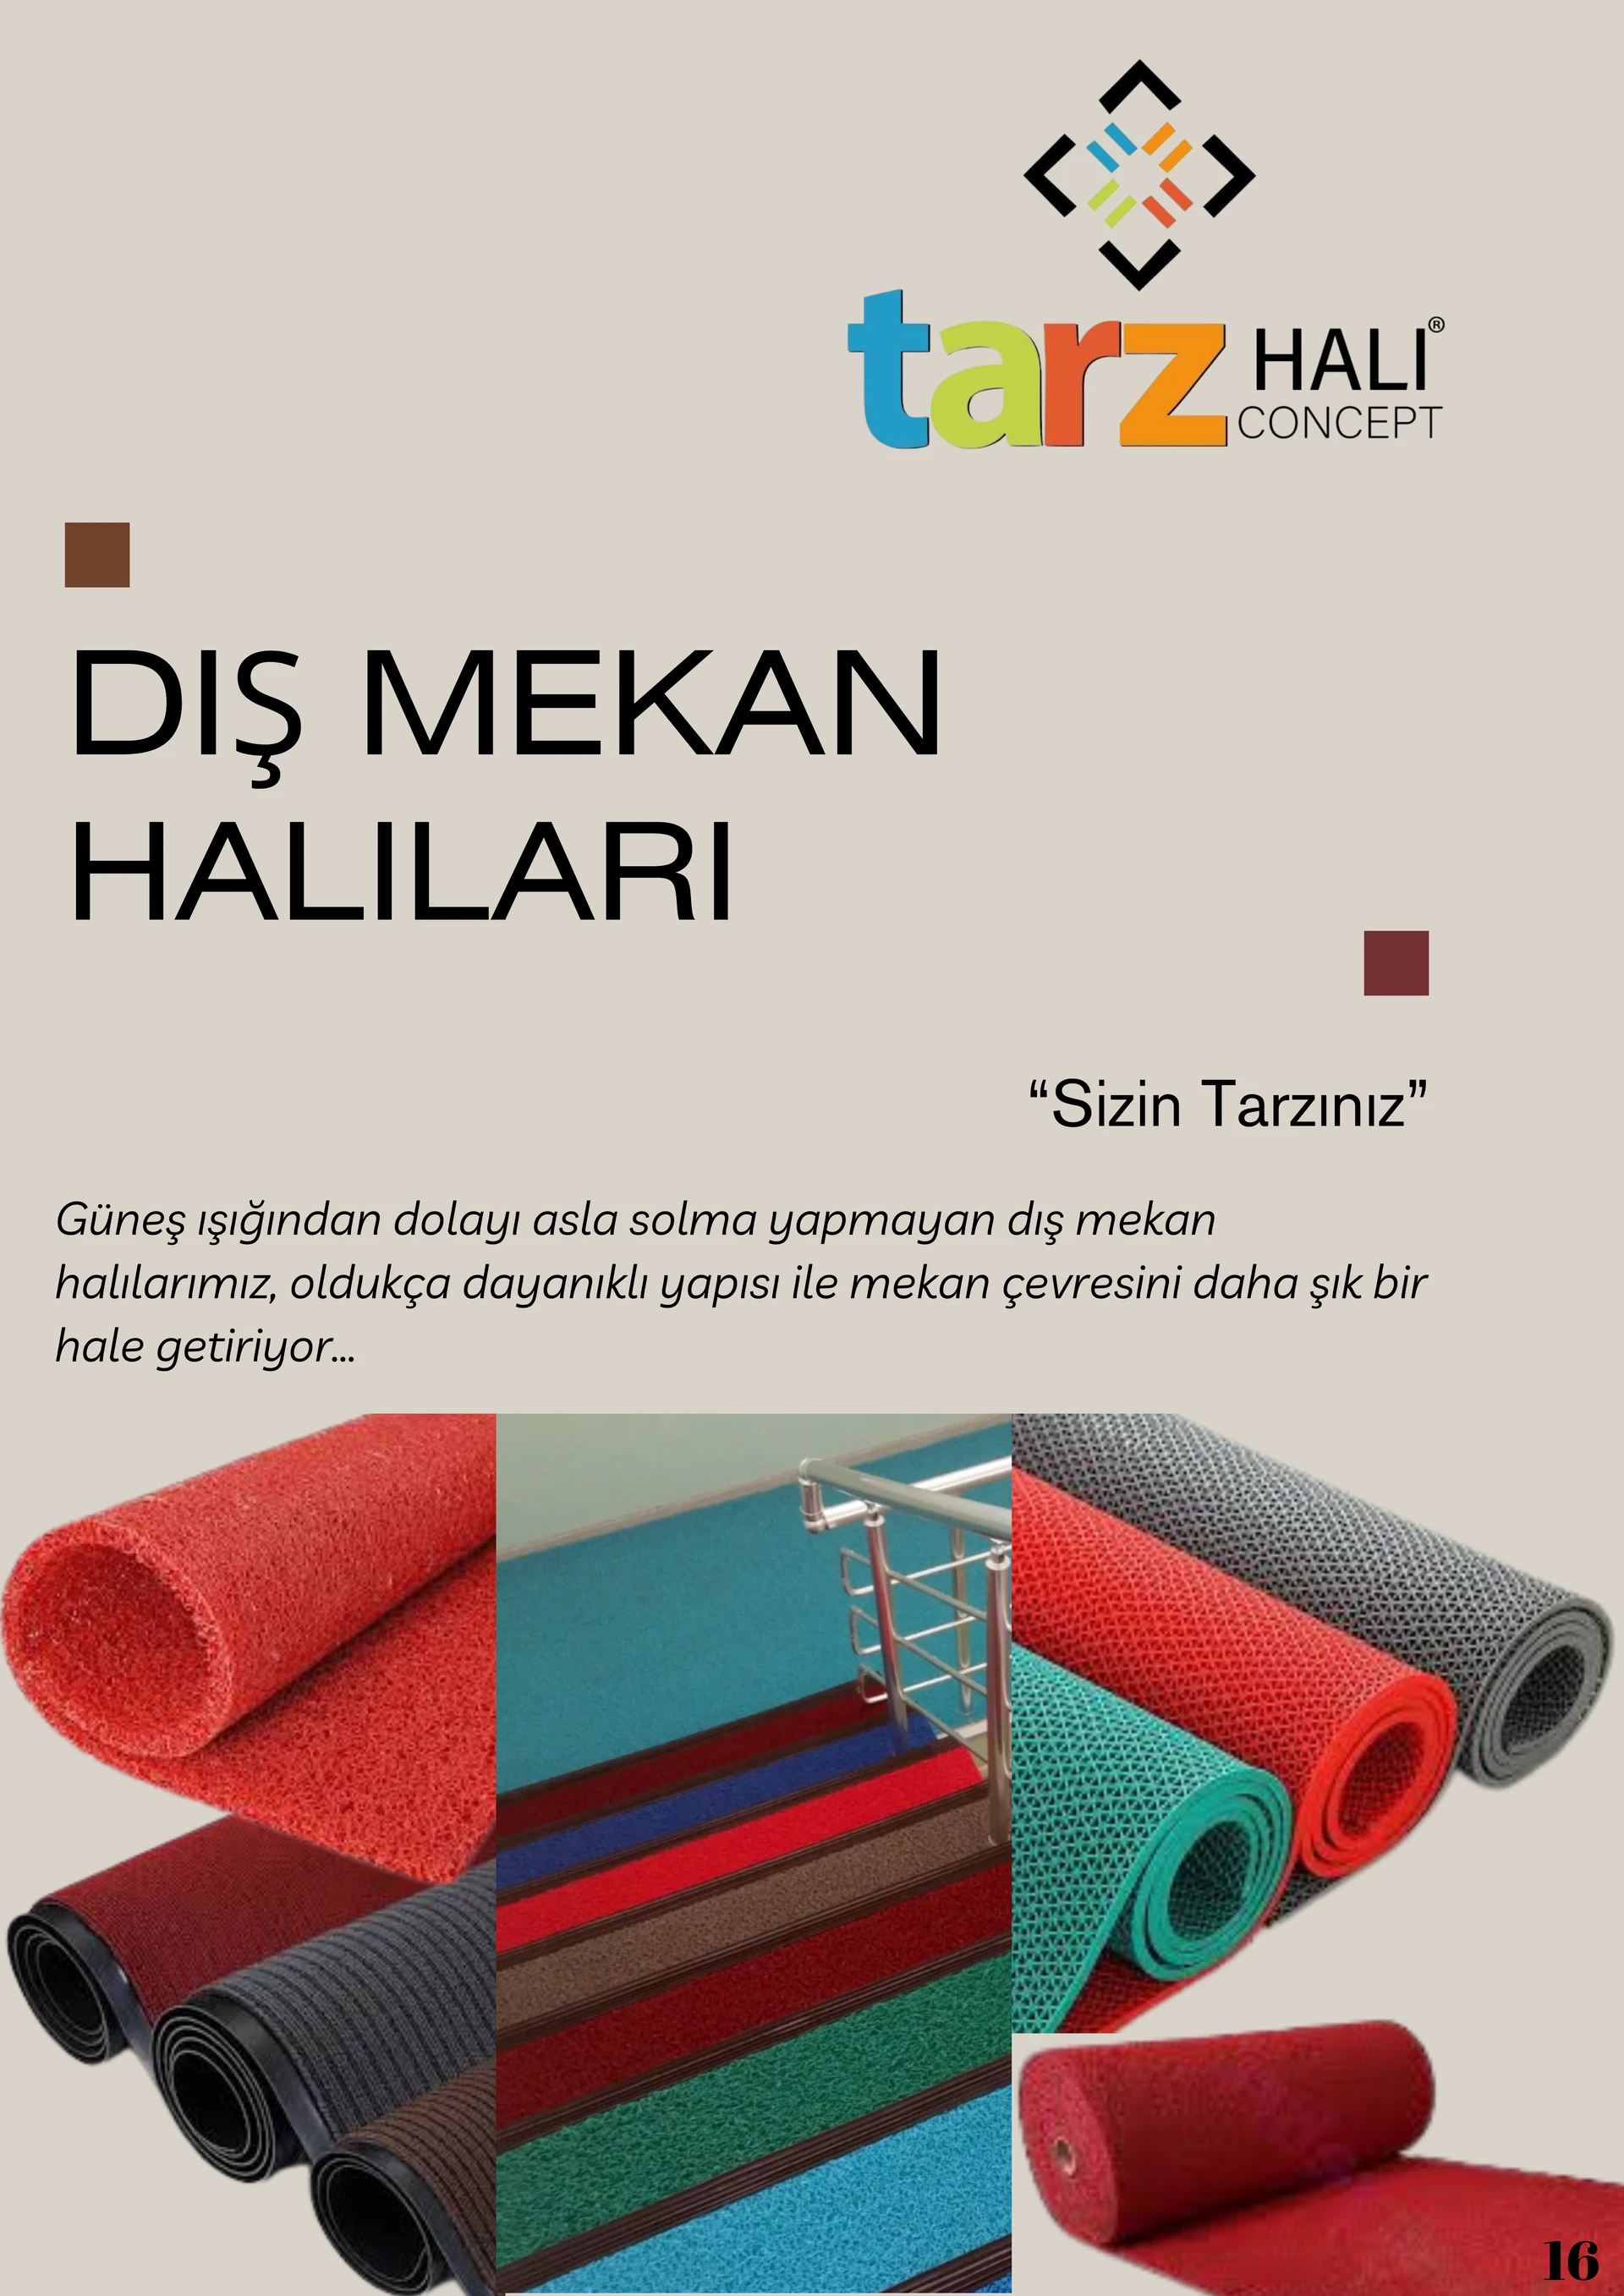 tarz HALI®
CONCEPT
DIŞ MEKAN
HALILARI
“Sizin Tarzınız”
Güneş ışığından dolayı asla solma yapmayan dış mekan
halılarımız, oldukça dayanıklı yapısı ile mekan çevresini daha şık bir
hale getiriyor...
16